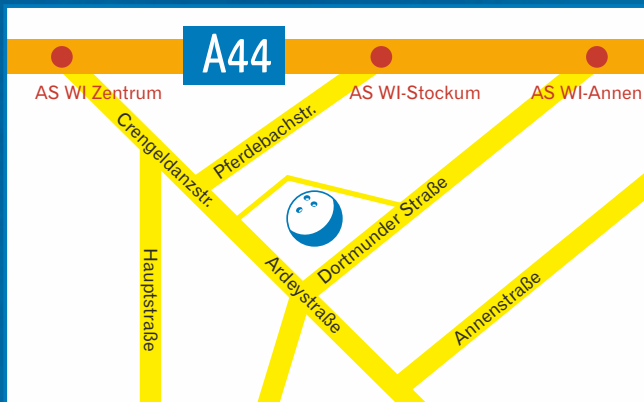 A44
AS WI Zentrum
AS WI-Stockum
AS WI-Annen
Crengeldanzstr.
Pferdebachstr.
Dortmunder Straße
Hauptstraße
Ardeystraße
Annenstraße